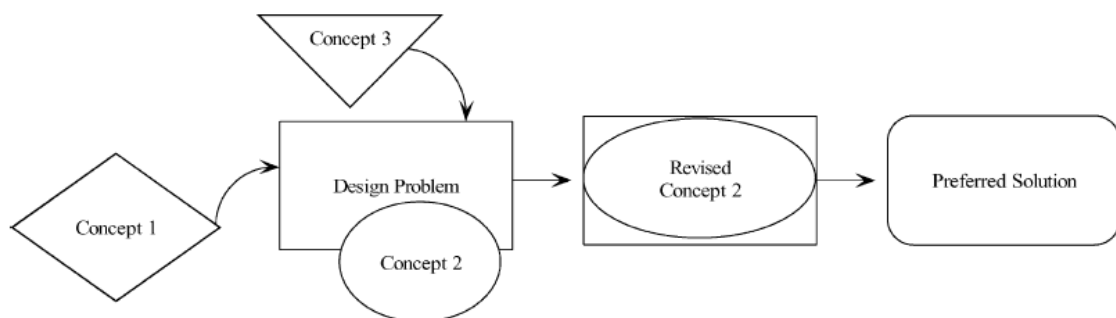 Concept 3
Concept 1
Design Problem
Concept 2
Revised
Concept 2
Preferred Solution